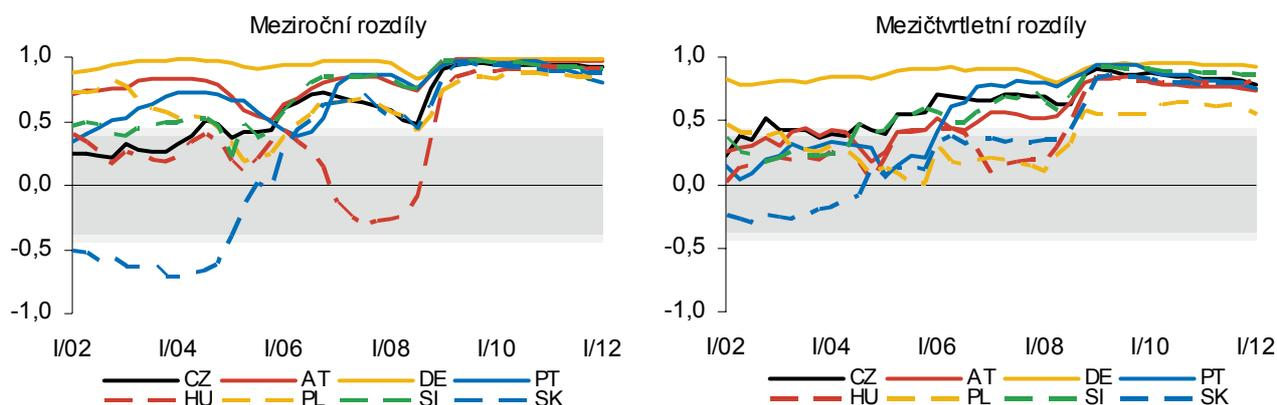 Meziroční rozdíly
1,0
0,5
0,0
-0,5
-1,0
I/02 I/04 I/06 I/08 I/10 I/12
CZ AT DE PT
HU PL SI SK
Mezičtvrtletní rozdíly
1,0
0,5
0,0
-0,5
-1,0
I/02 I/04 I/06 I/08 I/10 I/12
CZ AT DE PT
HU PL SI SK